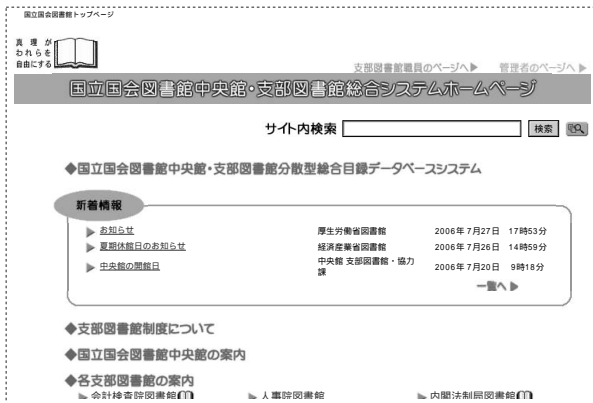 国立国会図書館トップページ
真理が
われらを
自由にする
支部図書館職員のページへ▶ 管理者のページへ▶
国立国会図書館中央館・支部図書館総合システムホームページ
サイト内検索 検索
◆国立国会図書館中央館・支部図書館分散型総合目録データベースシステム
新着情報
▶ お知らせ 厚生労働省図書館 2006年7月27日 17時53分
▶ 夏期休館日のお知らせ 経済産業省図書館 2006年7月26日 14時59分
▶ 中央館の開館日 中央館 支部図書館・協力課 2006年7月20日 9時18分
一覧へ▶
◆支部図書館制度について
◆国立国会図書館中央館の案内
◆各支部図書館の案内
▶ 会計検査院図書館 ▶ 人事院図書館 ▶ 内閣法制局図書館